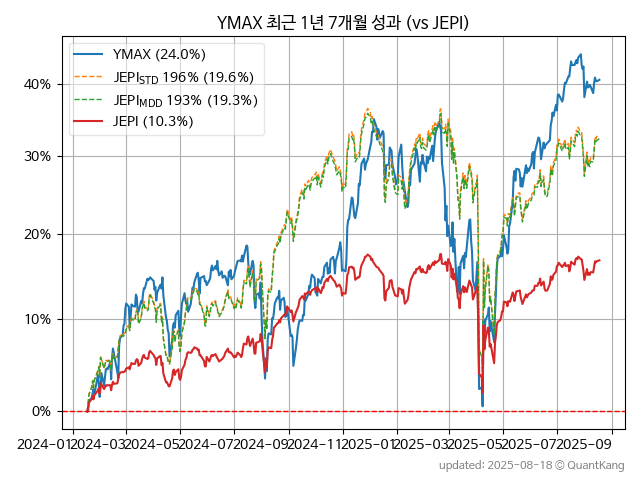 YMAX 최근 1년 7개월 성과 (vs JEPI)
YMAX (24.0%)
JEPI_STD 196% (19.6%)
JEPI_MDD 193% (19.3%)
JEPI (10.3%)
40%
30%
20%
10%
0%
2024-01 2024-03 2024-05 2024-07 2024-09 2024-11 2025-01 2025-03 2025-05 2025-07 2025-09
updated: 2025-08-18 © QuantKang